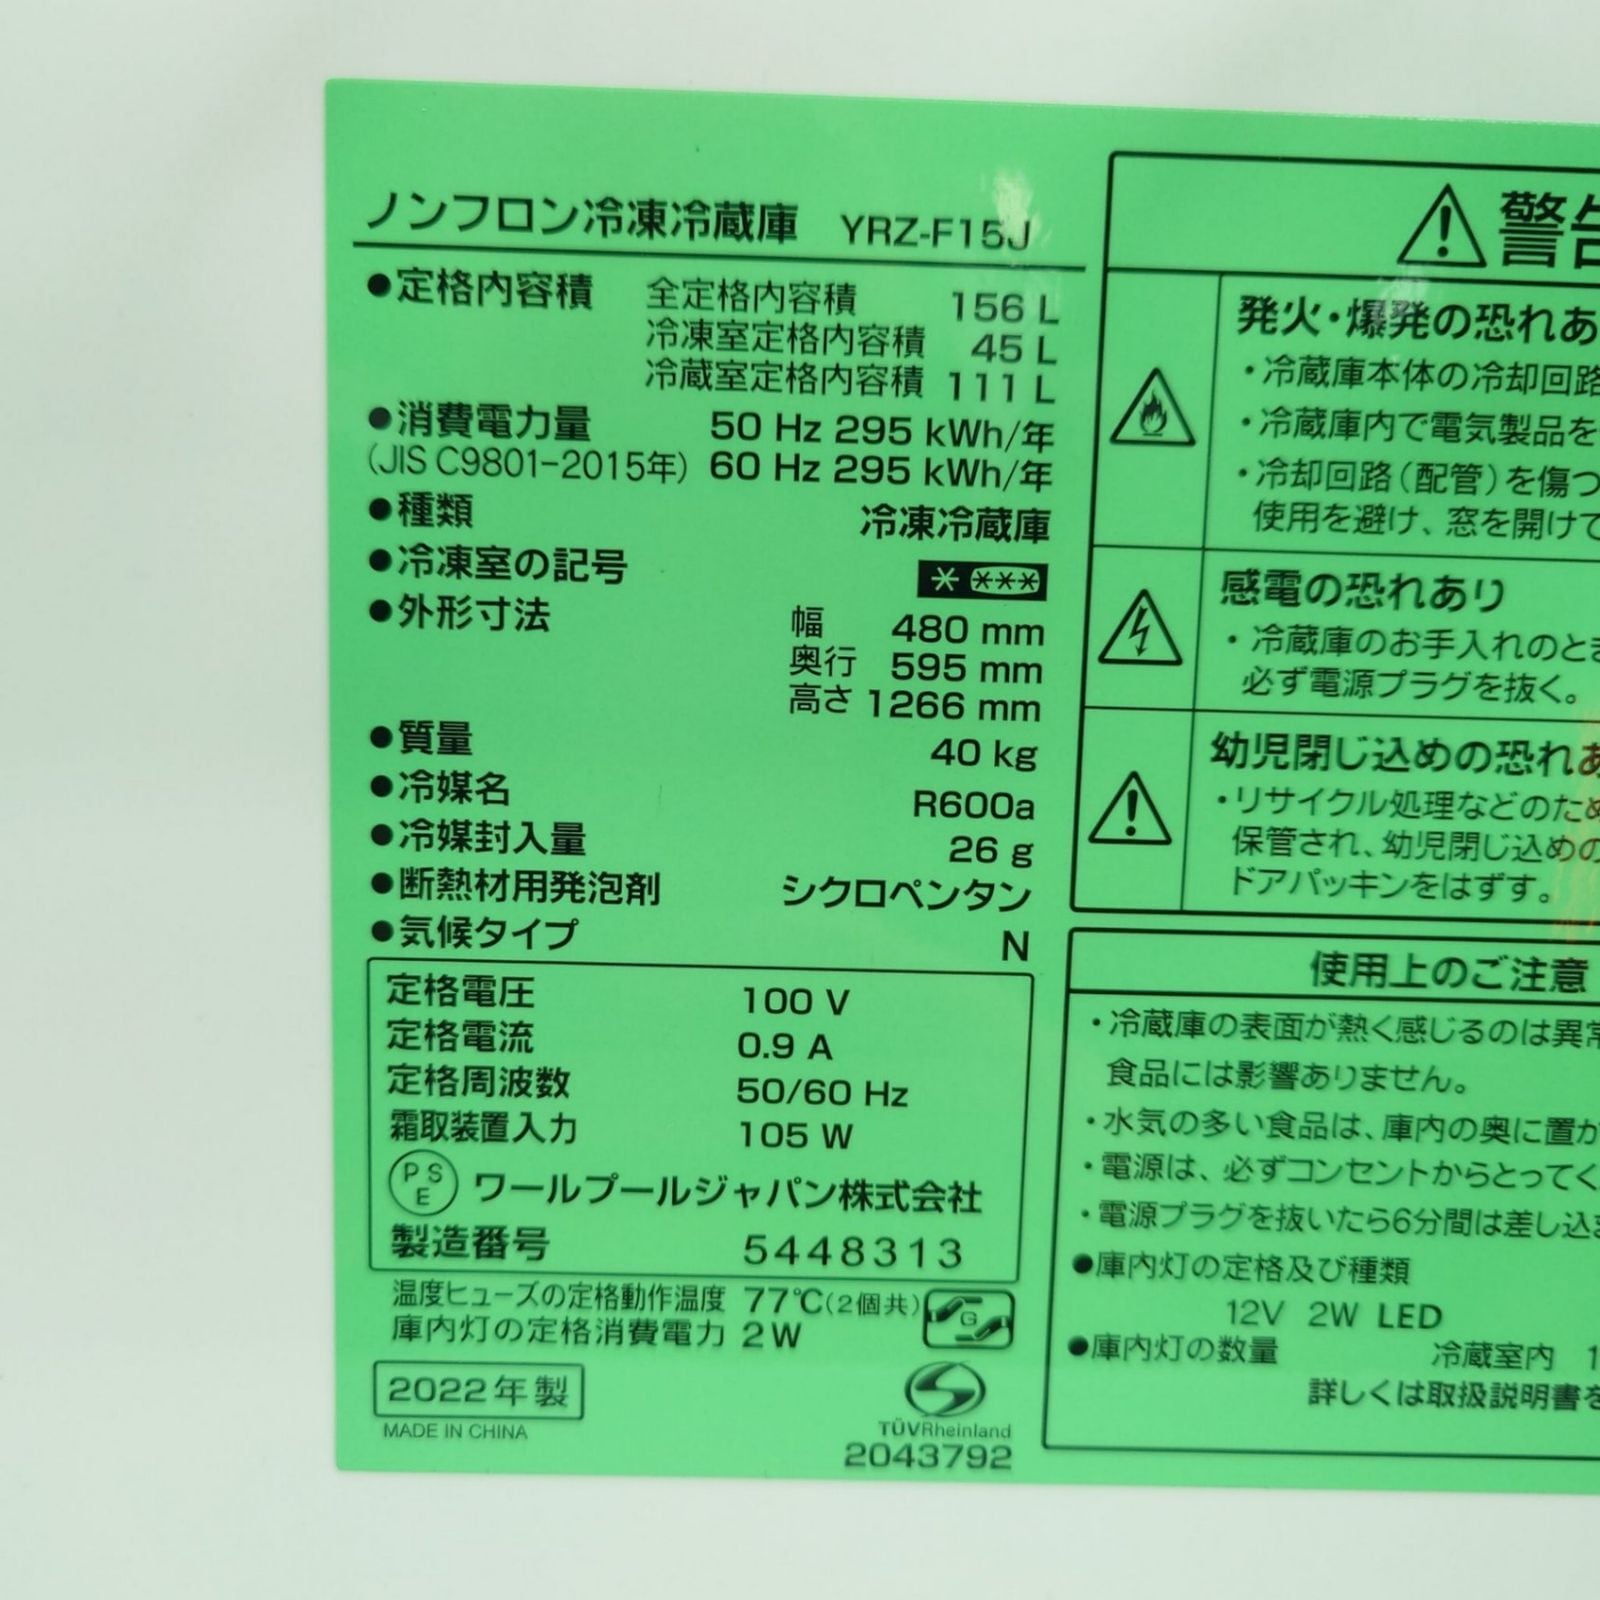 ノンフロン冷凍冷蔵庫 YRZ-F15J
●定格内容積 全定格内容積 156 L
冷凍室定格内容積 45 L
冷蔵室定格内容積 111 L
●消費電力量 50 Hz 295 kWh/年
(JIS C9801-2015年) 60 Hz 295 kWh/年
●種類 冷凍冷蔵庫
●冷凍室の記号
●外形寸法 幅 480 mm
奥行 595 mm
高さ 1266 mm
●質量 40 kg
●冷媒名 R600a
●冷媒封入量 26 g
●断熱材用発泡剤 シクロペンタン
●気候タイプ N
定格電圧 100 V
定格電流 0.9 A
定格周波数 50/60 Hz
霜取装置入力 105 W
PSE ワールプールジャパン株式会社
製造番号 5448313
温度ヒューズの定格動作温度 77℃(2個共)
G
庫内灯の定格消費電力 2W
2022年製
MADE IN CHINA
TÜVRheinland
2043792
警告
発火・爆発の恐れあ
・冷蔵庫本体の冷却回路
・冷蔵庫内で電気製品を
・冷却回路(配管)を傷つ
使用を避け、窓を開けて
感電の恐れあり
・冷蔵庫のお手入れのとき
必ず電源プラグを抜く。
幼児閉じ込めの恐れあ
・リサイクル処理などのため
保管され、幼児閉じ込めの
ドアパッキンをはずす。
使用上のご注意
・冷蔵庫の表面が熱く感じるのは異常
食品には影響ありません。
・水気の多い食品は、庫内の奥に置か
・電源は、必ずコンセントからとってく
・電源プラグを抜いたら6分間は差し込ま
●庫内灯の定格及び種類
12V 2W LED
●庫内灯の数量 冷蔵室内 1
詳しくは取扱説明書を